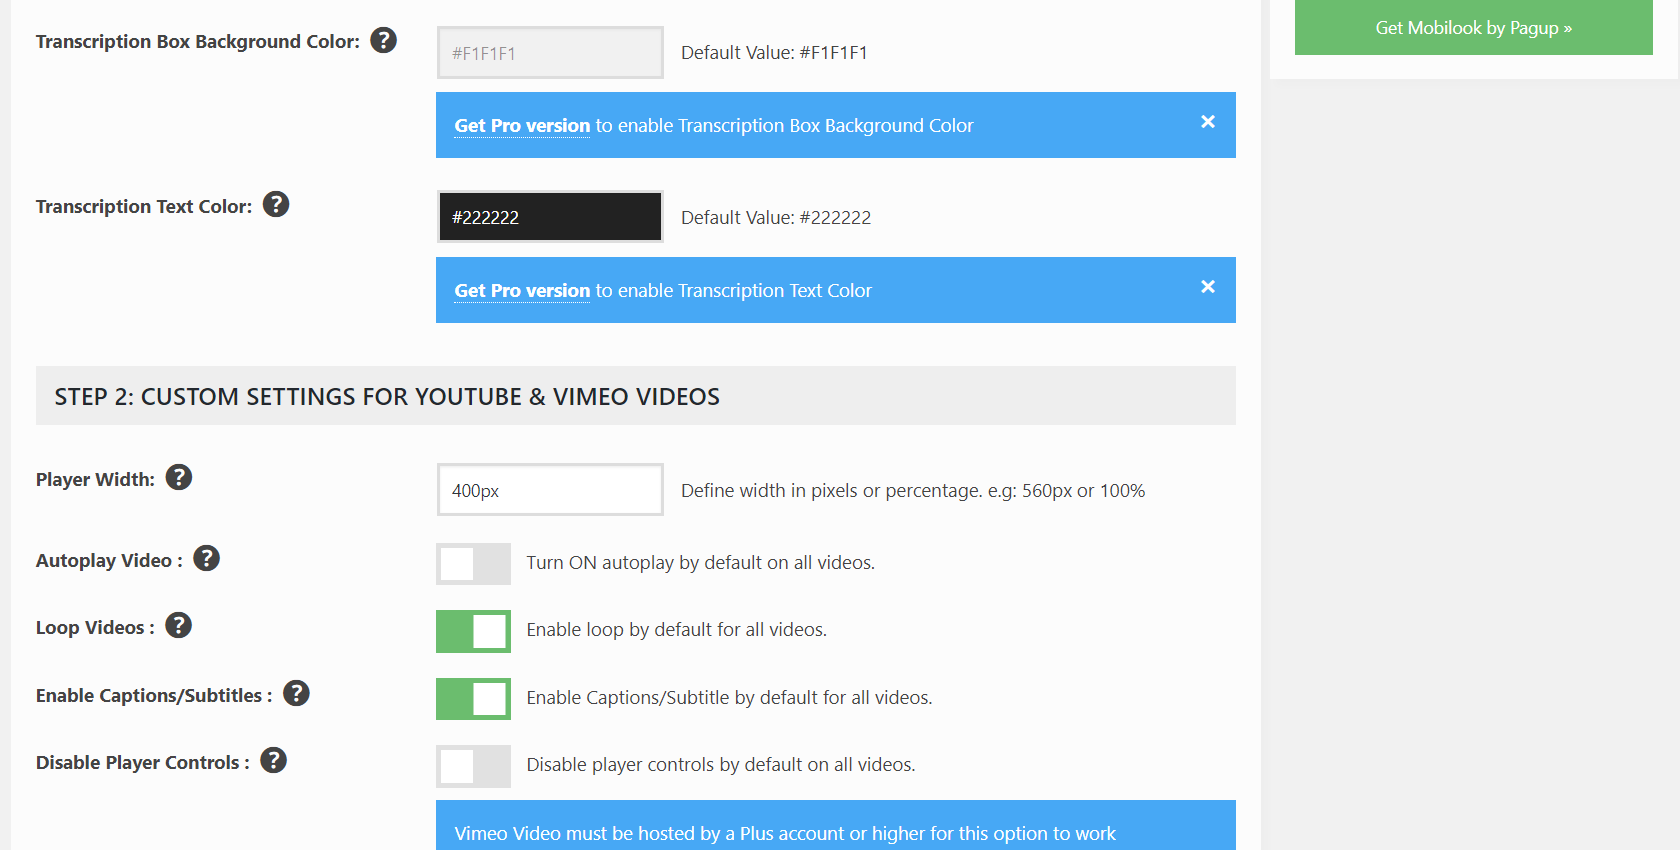 Transcription Box Background Color: ?
#F1F1F1
Default Value: #F1F1F1
Get Pro version to enable Transcription Box Background Color ×
Transcription Text Color: ?
#222222
Default Value: #222222
Get Pro version to enable Transcription Text Color ×
STEP 2: CUSTOM SETTINGS FOR YOUTUBE & VIMEO VIDEOS
Player Width: ?
400px
Define width in pixels or percentage. e.g: 560px or 100%
Autoplay Video : ?
Turn ON autoplay by default on all videos.
Loop Videos : ?
Enable loop by default for all videos.
Enable Captions/Subtitles : ?
Enable Captions/Subtitle by default for all videos.
Disable Player Controls : ?
Disable player controls by default on all videos.
Vimeo Video must be hosted by a Plus account or higher for this option to work
Get Mobilook by Pagup »